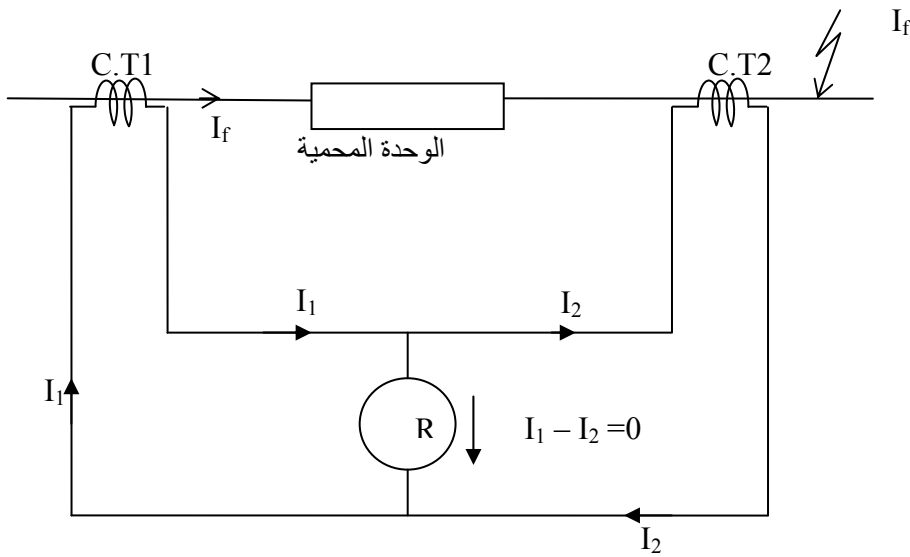 I_f
C.T1
C.T2
I_f
الوحدة المحمية
I_1
I_2
I_1
R
I_1 – I_2 =0
I_2